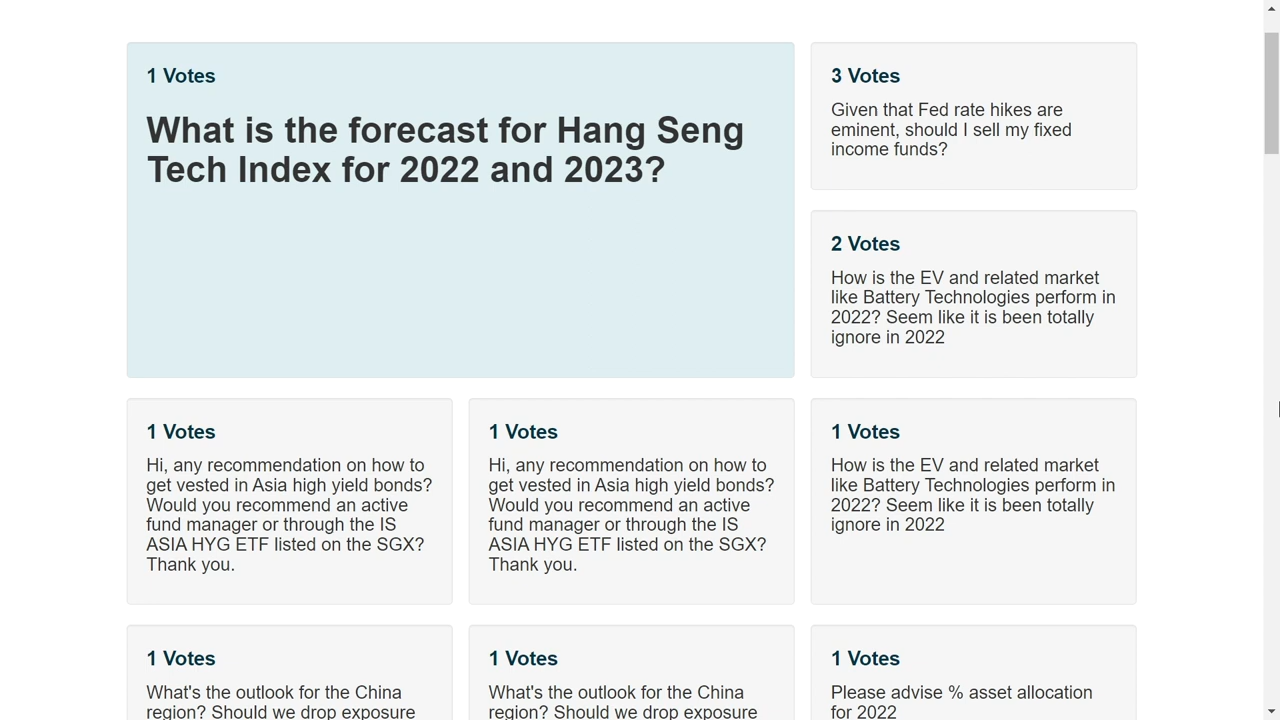 1 Votes
What is the forecast for Hang Seng
Tech Index for 2022 and 2023?
3 Votes
Given that Fed rate hikes are
eminent, should I sell my fixed
income funds?
2 Votes
How is the EV and related market
like Battery Technologies perform in
2022? Seem like it is been totally
ignore in 2022
1 Votes
Hi, any recommendation on how to
get vested in Asia high yield bonds?
Would you recommend an active
fund manager or through the IS
ASIA HYG ETF listed on the SGX?
Thank you.
1 Votes
Hi, any recommendation on how to
get vested in Asia high yield bonds?
Would you recommend an active
fund manager or through the IS
ASIA HYG ETF listed on the SGX?
Thank you.
1 Votes
How is the EV and related market
like Battery Technologies perform in
2022? Seem like it is been totally
ignore in 2022
1 Votes
What's the outlook for the China
region? Should we drop exposure
1 Votes
What's the outlook for the China
region? Should we drop exposure
1 Votes
Please advise % asset allocation
for 2022